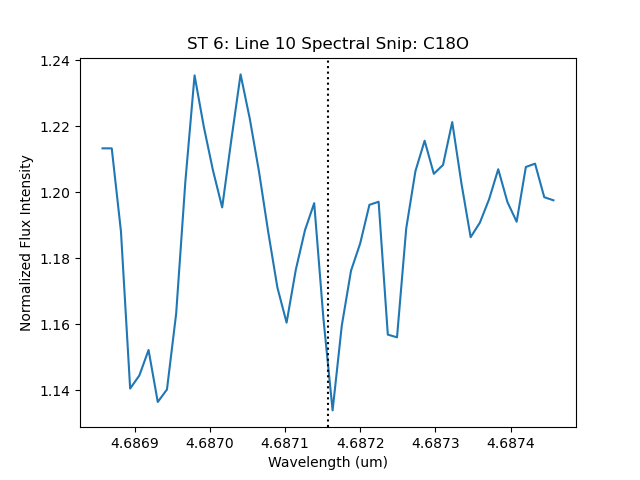 ST 6: Line 10 Spectral Snip: C18O
Normalized Flux Intensity
1.24
1.22
1.20
1.18
1.16
1.14
4.6869 4.6870 4.6871 4.6872 4.6873 4.6874
Wavelength (um)